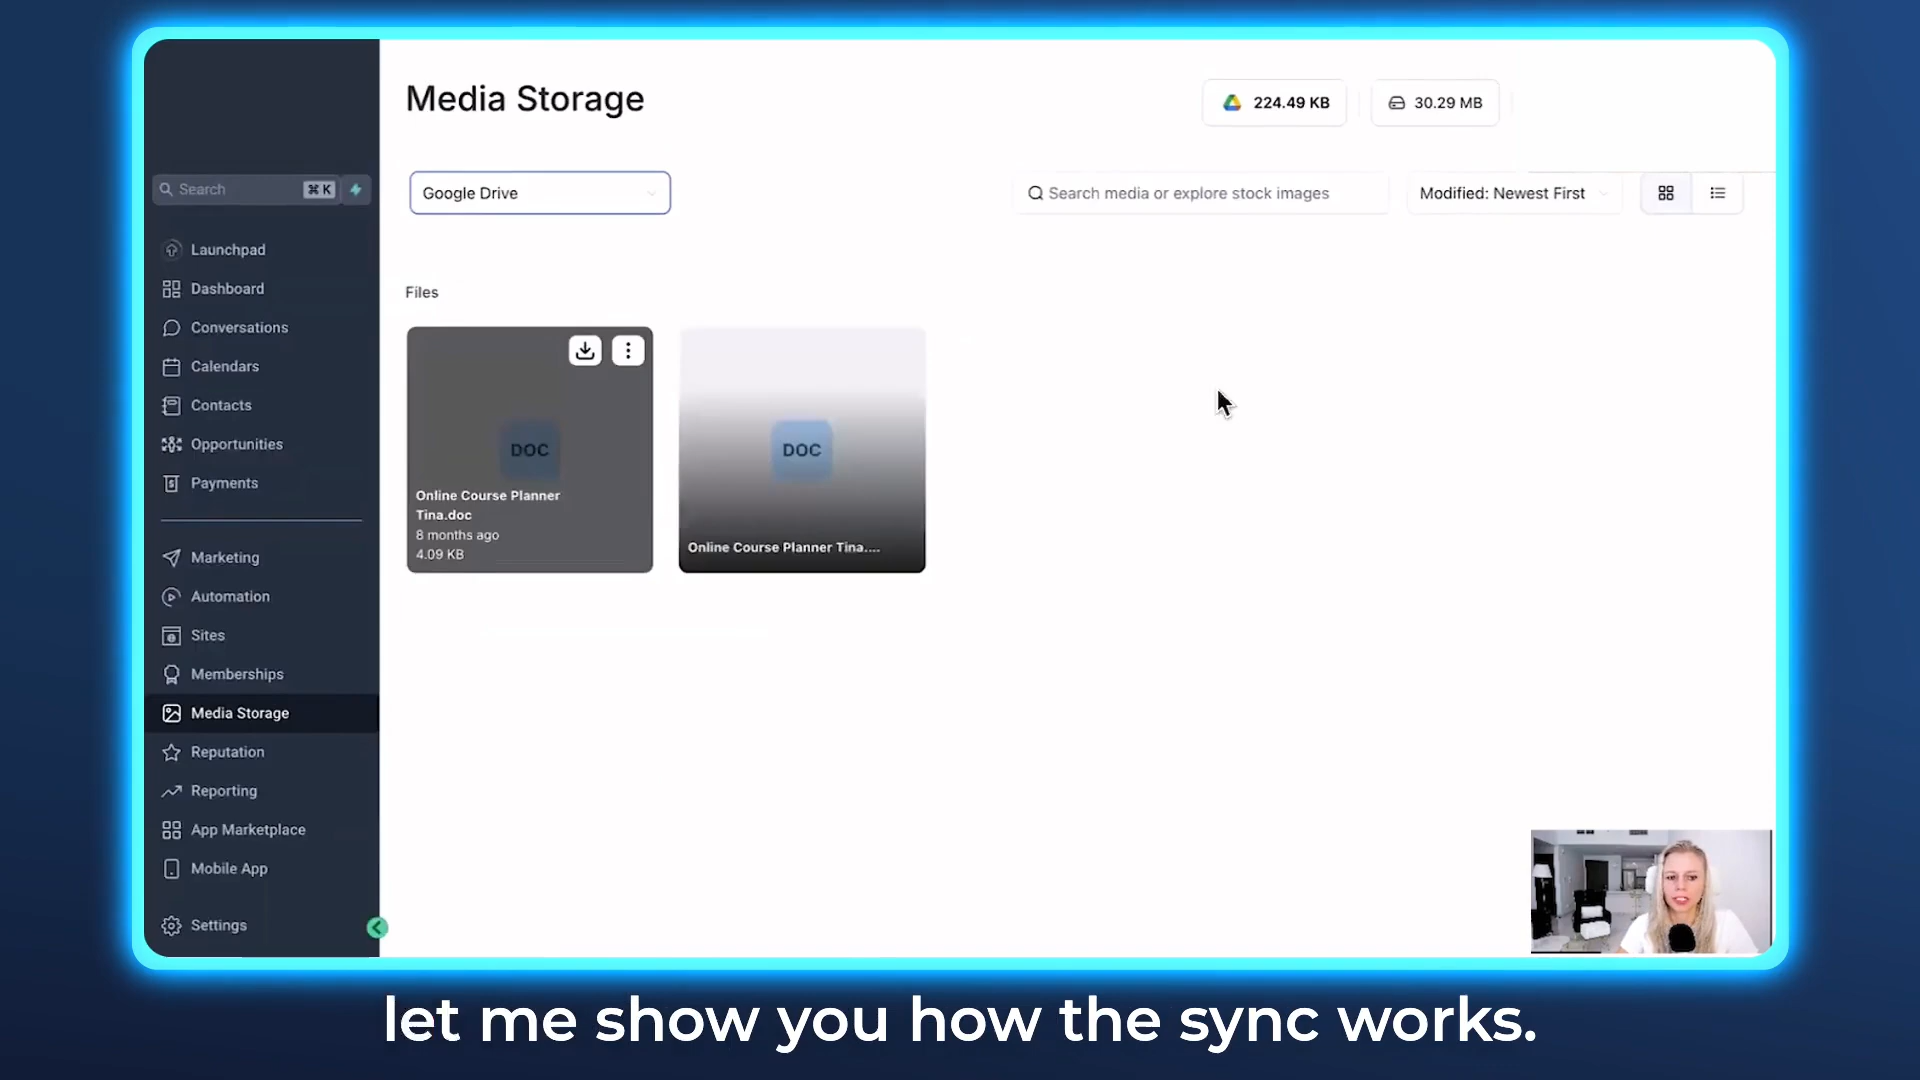 Media Storage
224.49 KB
30.29 MB
Search
⌘ K
Google Drive
Search media or explore stock images
Modified: Newest First
Launchpad
Dashboard
Conversations
Calendars
Contacts
Opportunities
Payments
Marketing
Automation
Sites
Memberships
Media Storage
Reputation
Reporting
App Marketplace
Mobile App
Settings
Files
DOC
Online Course Planner
Tina.doc
8 months ago
4.09 KB
DOC
Online Course Planner Tina....
let me show you how the sync works.